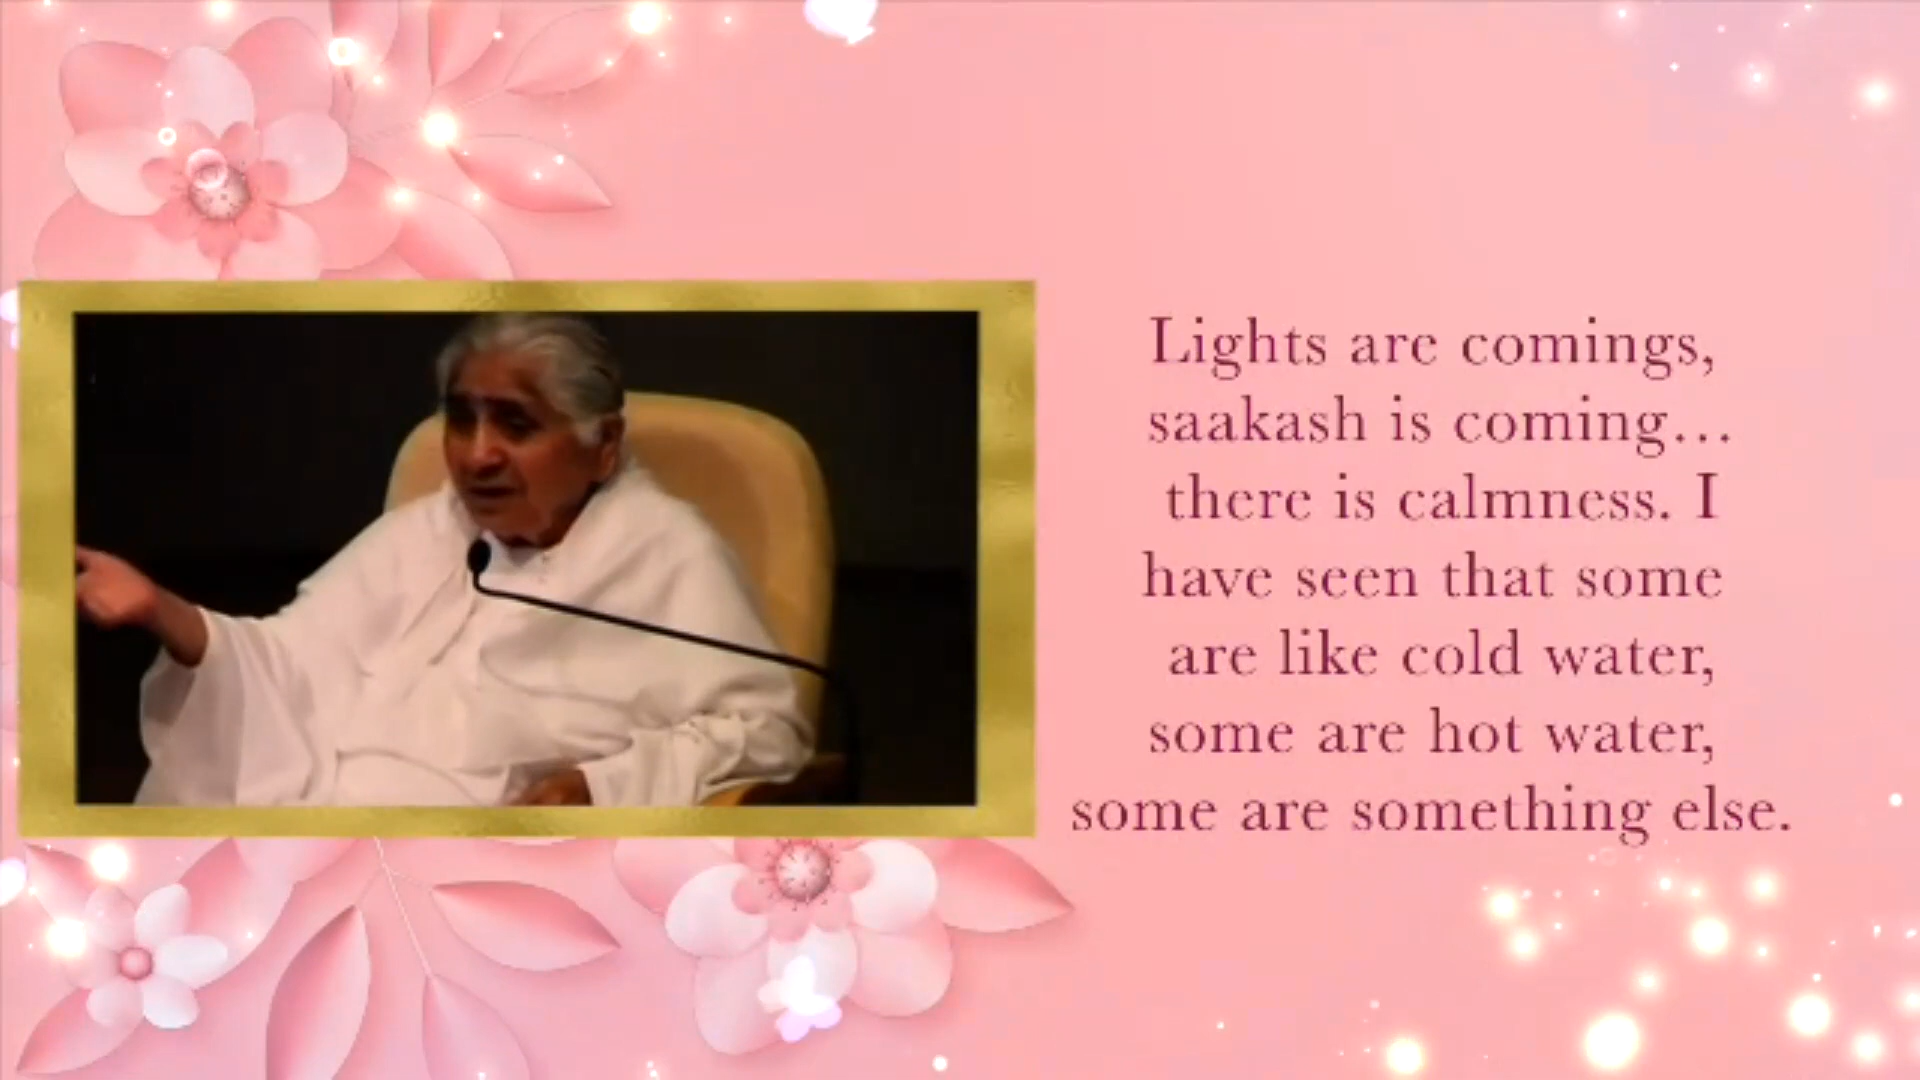 Lights are comings,
saakash is coming...
there is calmness. I
have seen that some
are like cold water,
some are hot water,
some are something else.